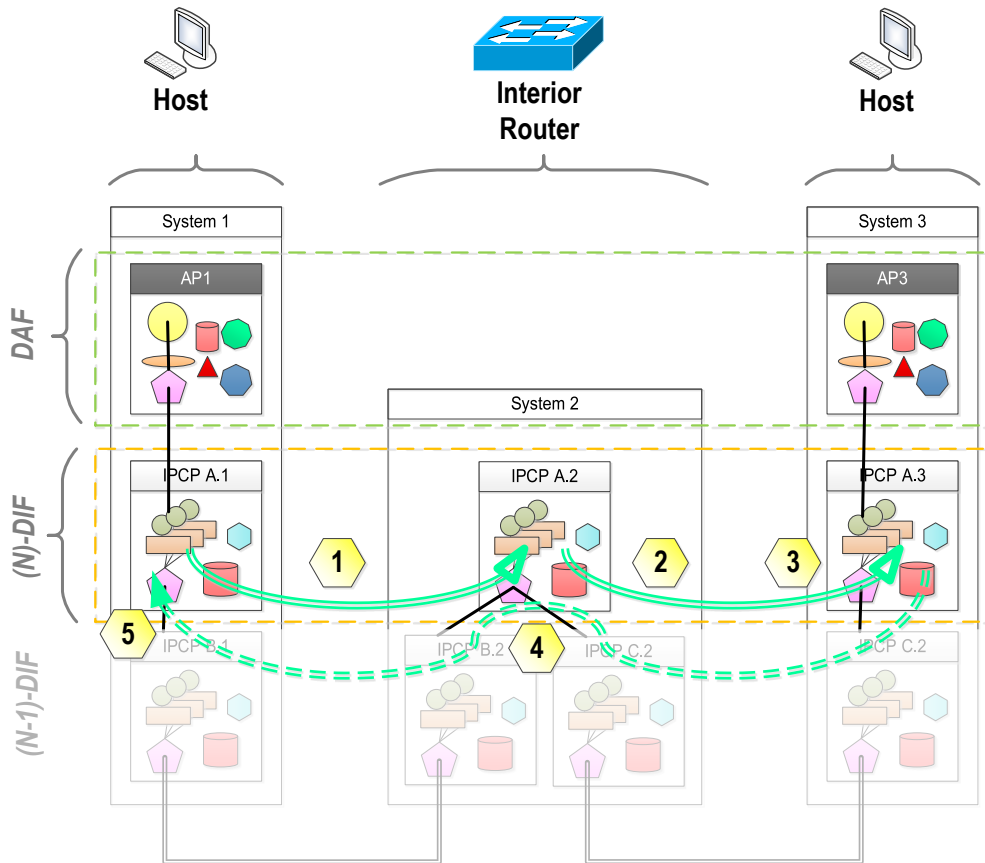 Host
Interior
Router
Host
System 1
System 3
DAF
AP1
AP3
System 2
(N)-DIF
IPCP A.1
IPCP A.2
IPCP A.3
1
2
3
5
4
(N-1)-DIF
IPCP B.1
IPCP B.2
IPCP C.2
IPCP C.2